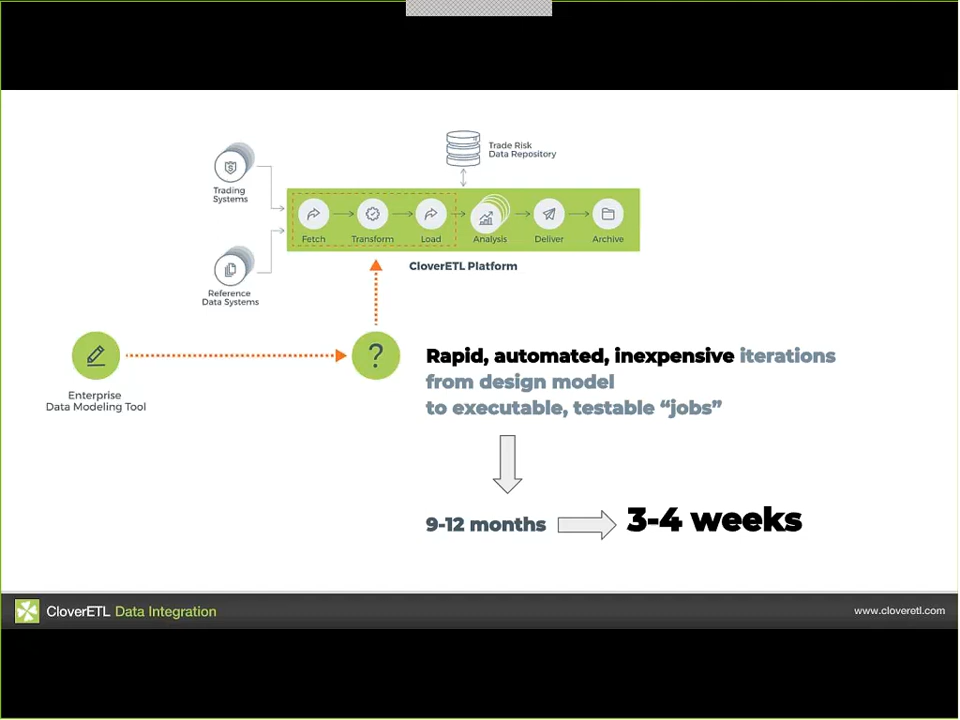 Trade Risk
Data Repository
Trading
Systems
Fetch
Transform
Load
Analysis
Deliver
Archive
CloverETL Platform
Reference
Data Systems
?
Enterprise
Data Modeling Tool
Rapid, automated, inexpensive iterations
from design model
to executable, testable “jobs”
9-12 months
3-4 weeks
CloverETL Data Integration
www.cloveretl.com